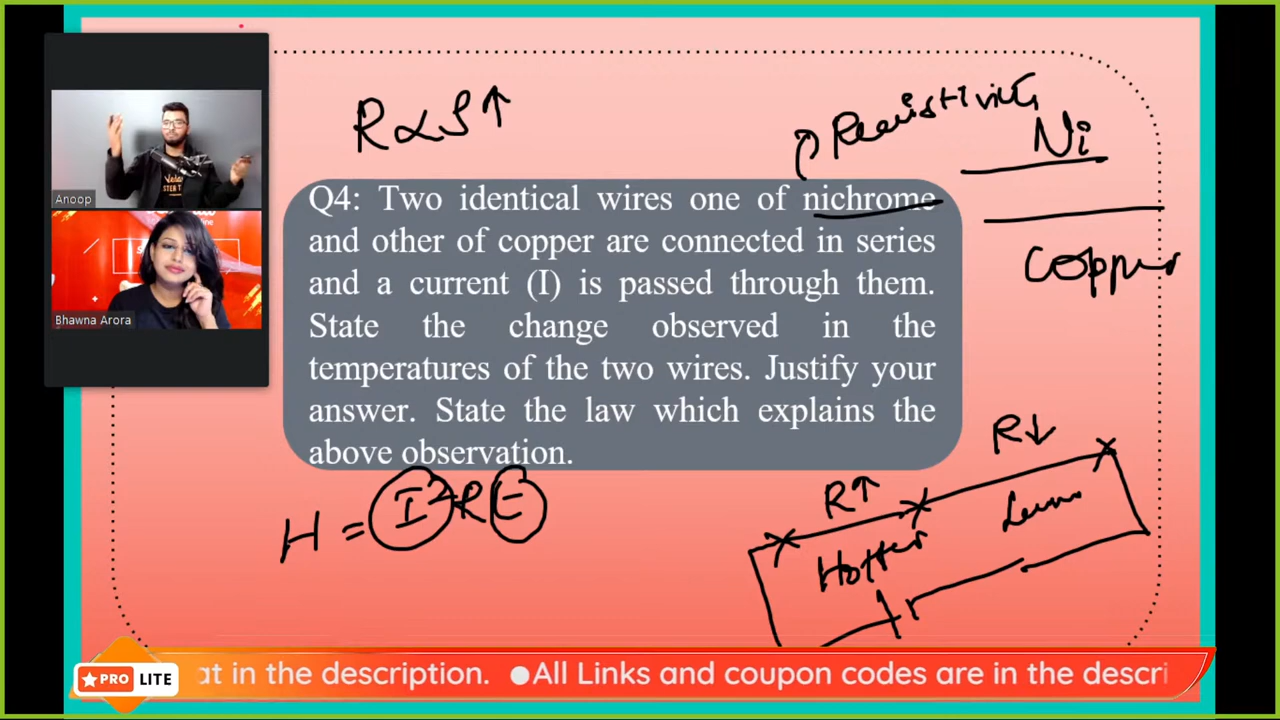 R ∝ ρ ↑
Resistivity
Ni
Copper
Anoop
Bhawna Arora
Q4: Two identical wires one of nichrome
and other of copper are connected in series
and a current (I) is passed through them.
State the change observed in the
temperatures of the two wires. Justify your
answer. State the law which explains the
above observation.
H = I² R t
R↑
Hotter
R↓
PRO LITE
at in the description. ●All Links and coupon codes are in the descri